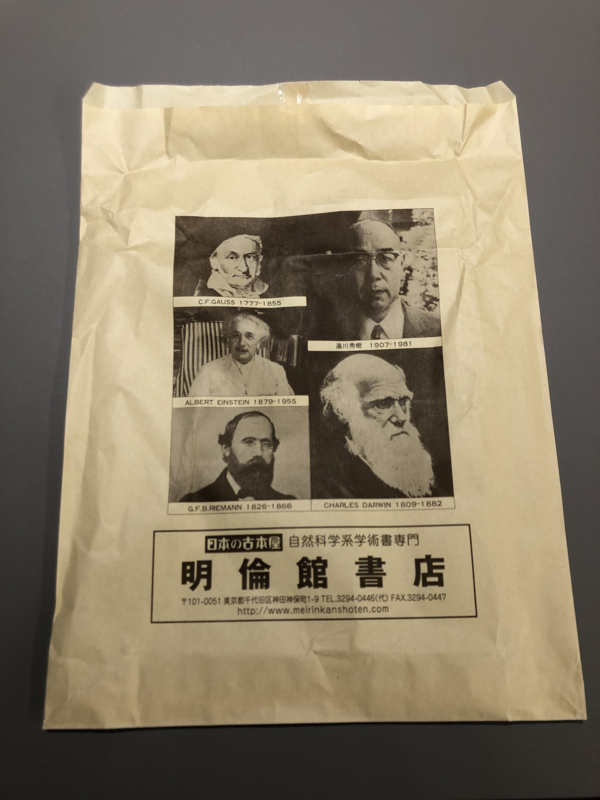 C.F.GAUSS 1777-1855
湯川秀樹 1907-1981
ALBERT EINSTEIN 1879-1955
G.F.B.RIEMANN 1826-1866
CHARLES DARWIN 1809-1882
日本の古本屋 自然科学系学術書専門
明倫館書店
〒101-0051 東京都千代田区神田神保町1-9 TEL.3294-0446(代) FAX.3294-0447
http://www.meirinkanshoten.com